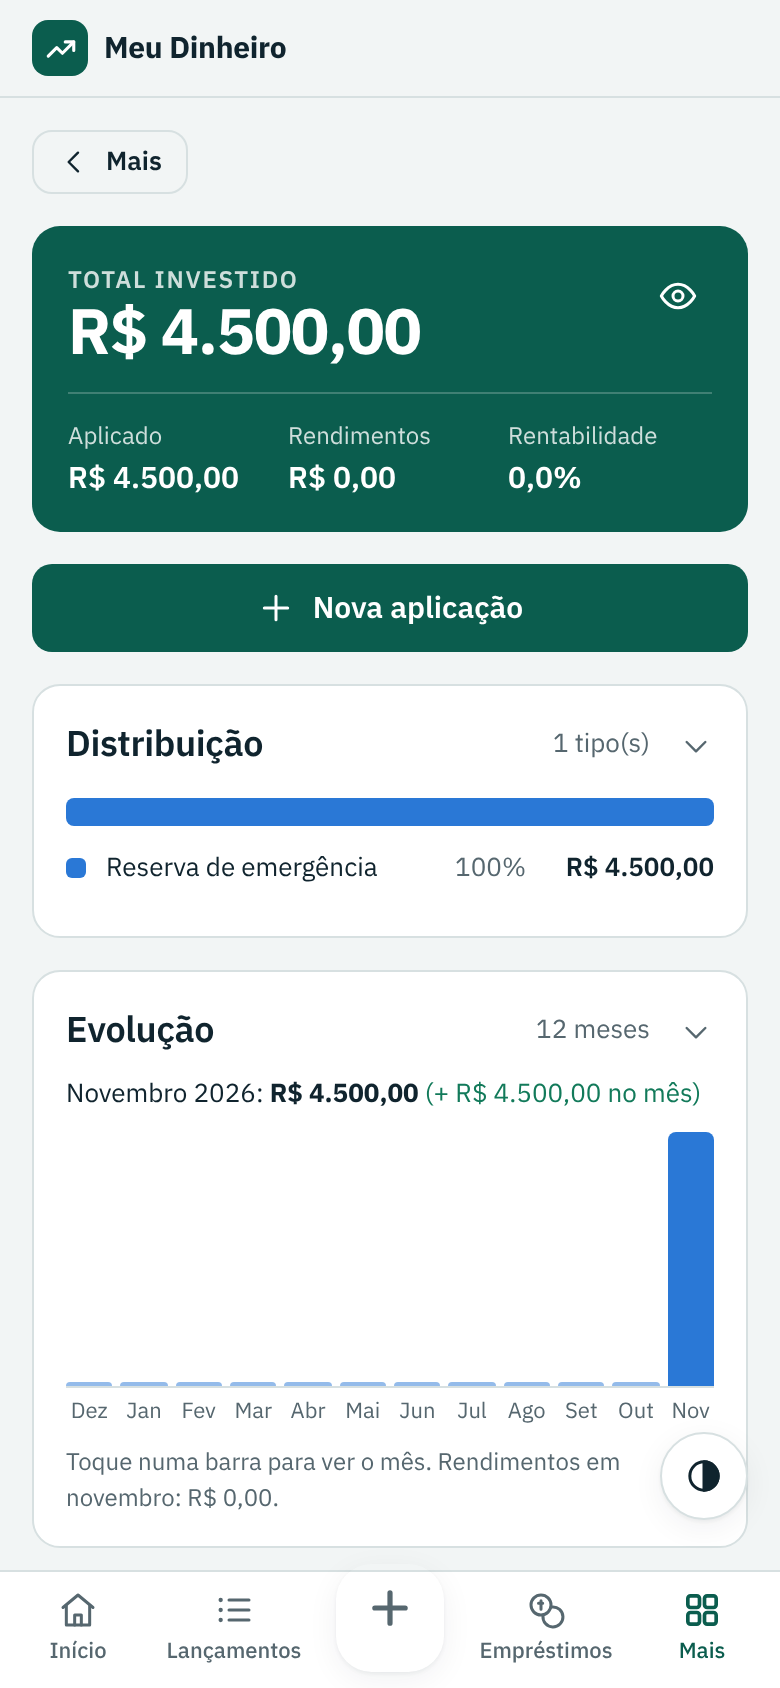 Meu Dinheiro
Mais
TOTAL INVESTIDO
R$ 4.500,00
Aplicado Rendimentos Rentabilidade
R$ 4.500,00 R$ 0,00 0,0%
Nova aplicação
Distribuição 1 tipo(s)
Reserva de emergência 100% R$ 4.500,00
Evolução 12 meses
Novembro 2026: R$ 4.500,00 (+ R$ 4.500,00 no mês)
Dez Jan Fev Mar Abr Mai Jun Jul Ago Set Out Nov
Toque numa barra para ver o mês. Rendimentos em
novembro: R$ 0,00.
Início Lançamentos Empréstimos Mais